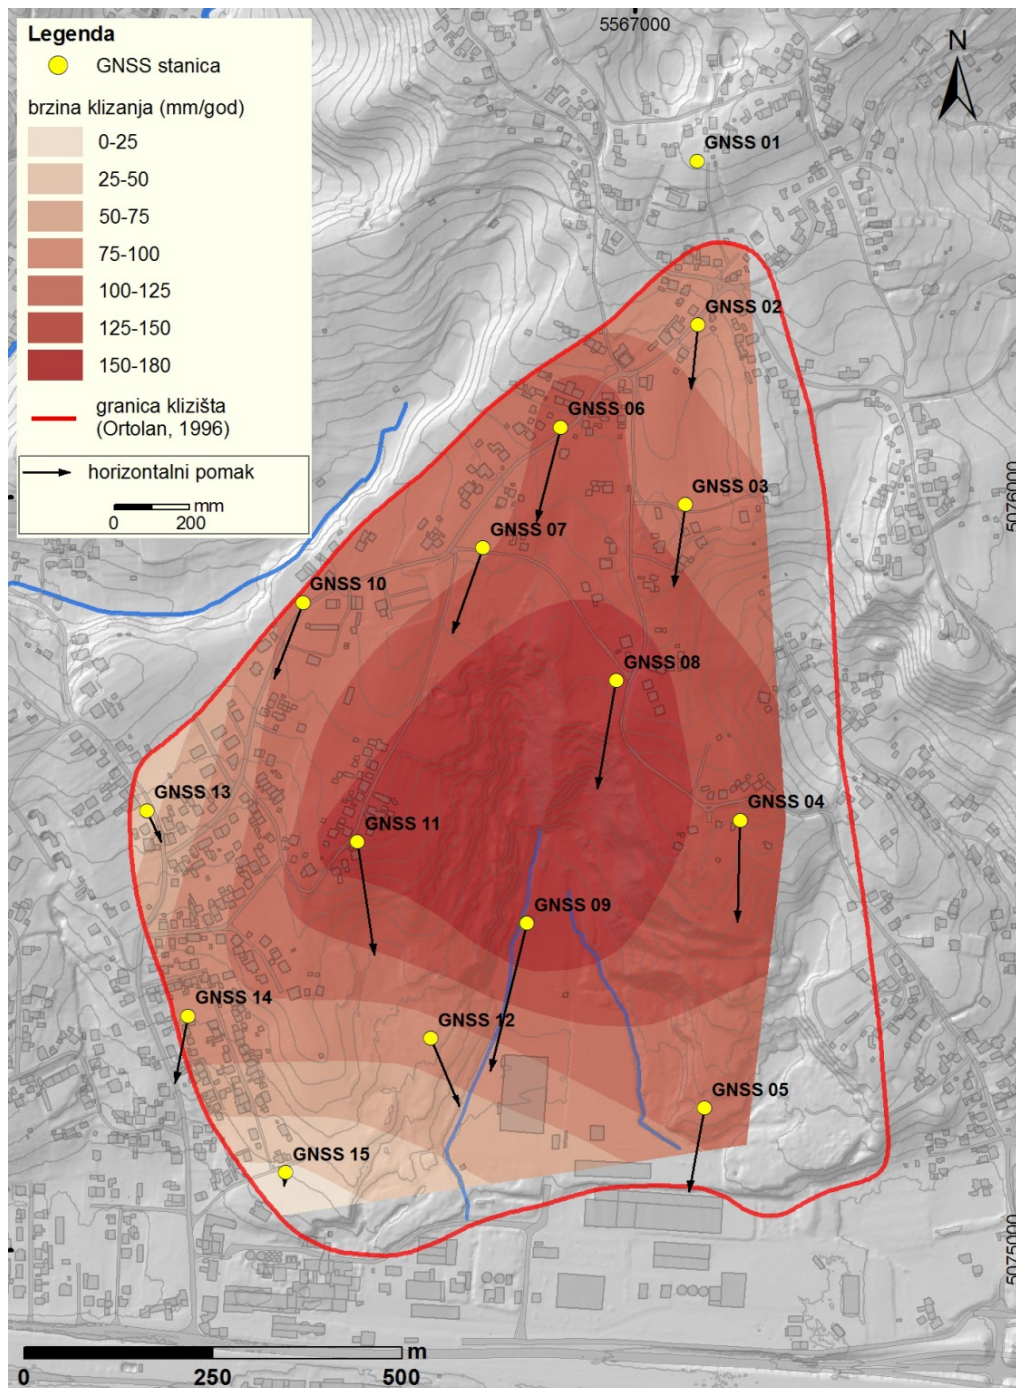 Legenda
GNSS stanica
brzina klizanja (mm/god)
0-25
25-50
50-75
75-100
100-125
125-150
150-180
granica klizišta
(Ortolan, 1996)
horizontalni pomak
mm
0 200
5567000
N
GNSS 01
GNSS 02
GNSS 06
GNSS 03
5076000
GNSS 07
GNSS 10
GNSS 08
GNSS 13
GNSS 04
GNSS 11
GNSS 09
GNSS 14
GNSS 12
GNSS 05
GNSS 15
5075000
m
0 250 500